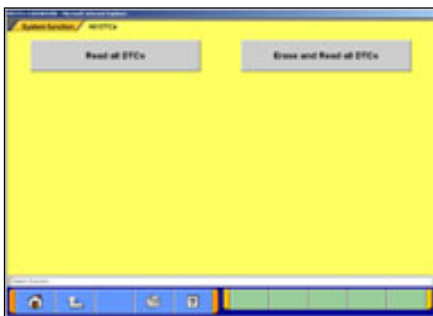 System function All DTCs
Read all DTCs
Erase and Read all DTCs